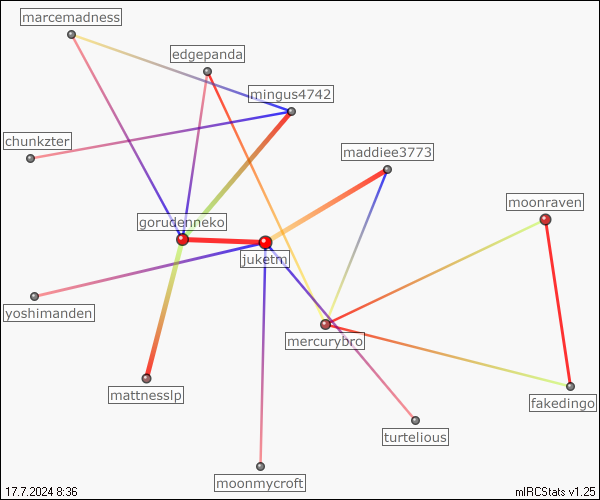 marcemadness
edgepanda
mingus4742
chunkzter
maddiee3773
moonraven
gorudenneko
juketm
yoshimanden
mercurybro
mattnesslp
fakedingo
turtelious
moonmycroft
17.7.2024 8:36
mIRCStats v1.25